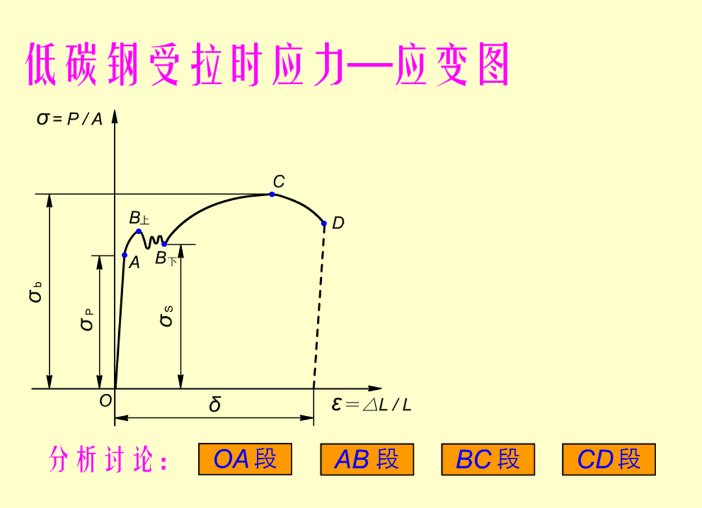 低碳钢受拉时应力—应变图
σ=P/A
C
B上
D
A
B下
σb
σP
σS
O
δ
ε=△L/L
分析讨论: OA段 AB段 BC段 CD段